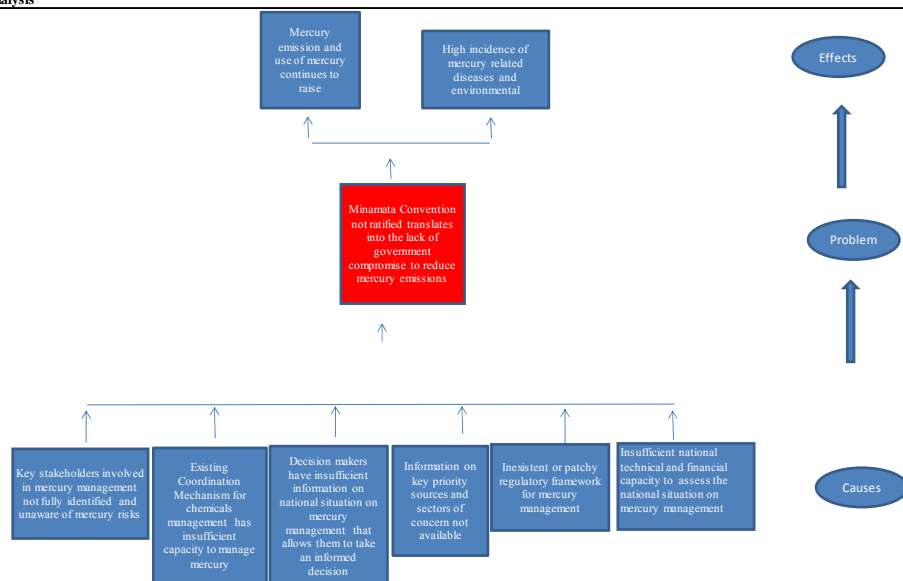 Mercury
emission and
use of mercury
continues to
raise
High incidence of
mercury related
diseases and
environmental
Effects
Minamata Convention
not ratified translates
into the lack of
government
compromise to reduce
mercury emissions
Problem
Key stakeholders involved
in mercury management
not fully identified and
unaware of mercury risks
Existing
Coordination
Mechanism for
chemicals
management has
insufficient
capacity to manage
mercury
Decision makers
have insufficient
information on
national situation on
mercury
management that
allows them to take
an informed
decision
Information on
key priority
sources and
sectors of
concern not
available
Inexistent or patchy
regulatory framework
for mercury
management
Insufficient national
technical and financial
capacity to assess the
national situation on
mercury management
Causes